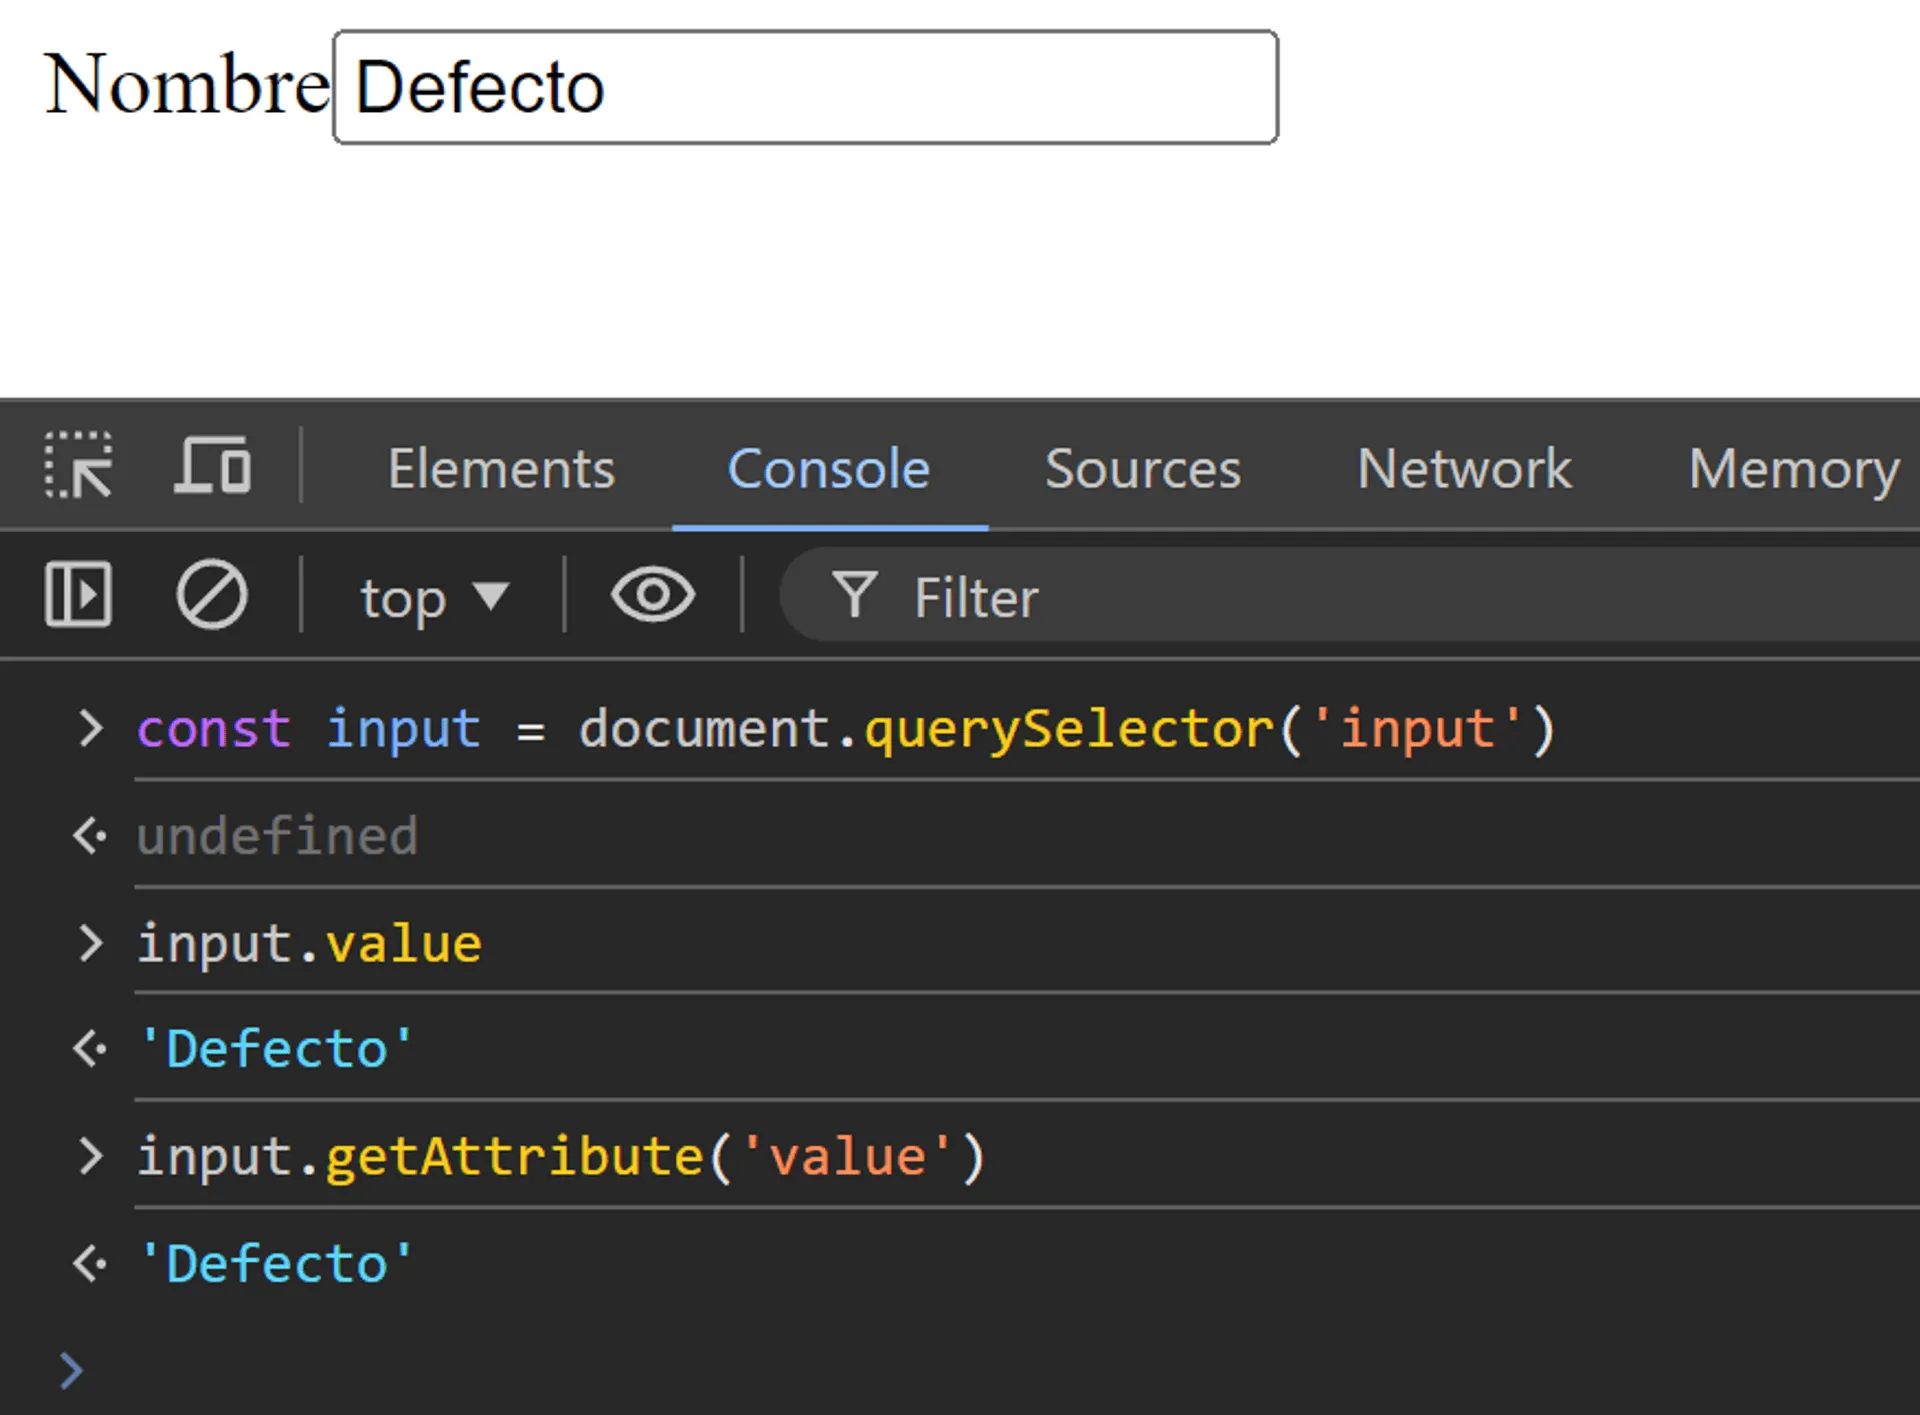 Nombre Defecto
Elements Console Sources Network Memory
top Filter
> const input = document.querySelector('input')
undefined
> input.value
'Defecto'
> input.getAttribute('value')
'Defecto'
>